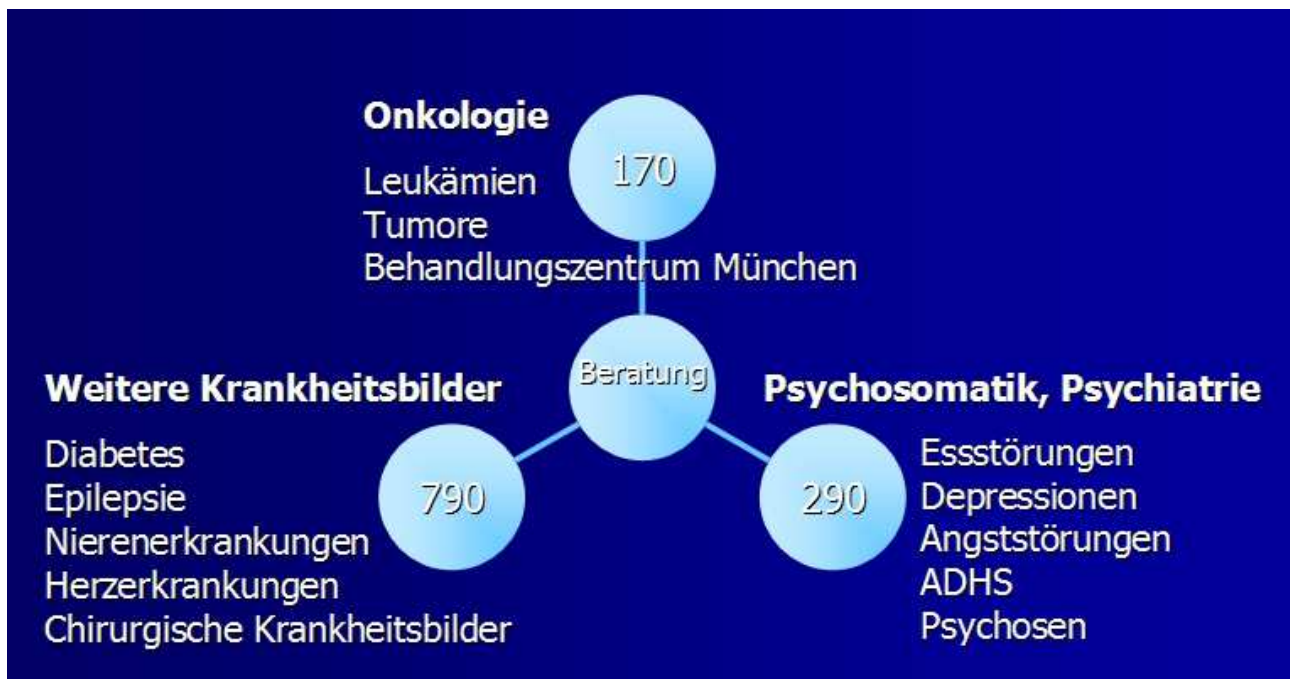 Onkologie
170
Leukämien
Tumore
Behandlungszentrum München
Beratung
Weitere Krankheitsbilder
790
Diabetes
Epilepsie
Nierenerkrankungen
Herzerkrankungen
Chirurgische Krankheitsbilder
Psychosomatik, Psychiatrie
290
Essstörungen
Depressionen
Angststörungen
ADHS
Psychosen